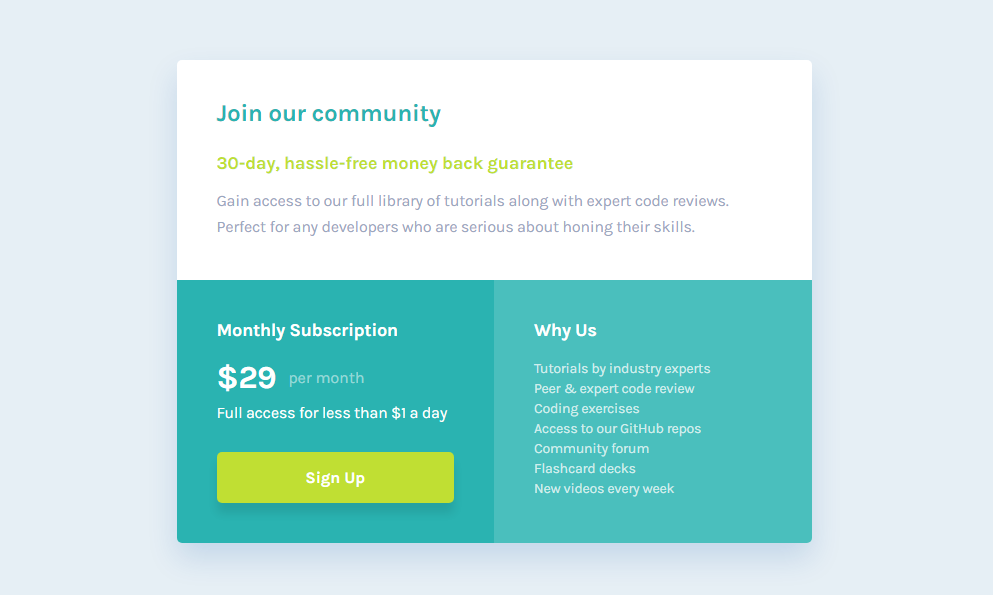 Join our community
30-day, hassle-free money back guarantee
Gain access to our full library of tutorials along with expert code reviews.
Perfect for any developers who are serious about honing their skills.
Monthly Subscription
$29 per month
Full access for less than $1 a day
Sign Up
Why Us
Tutorials by industry experts
Peer & expert code review
Coding exercises
Access to our GitHub repos
Community forum
Flashcard decks
New videos every week